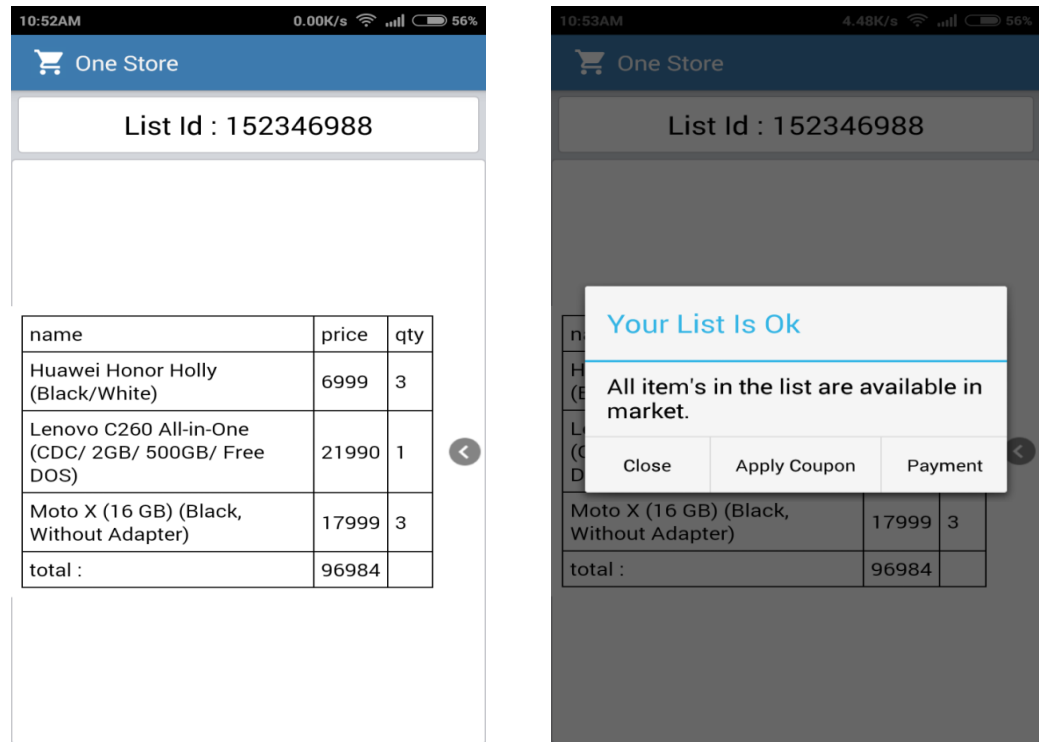 10:52AM 0.00K/s 56%
One Store
List Id : 152346988
name price qty
Huawei Honor Holly
(Black/White) 6999 3
Lenovo C260 All-in-One
(CDC/ 2GB/ 500GB/ Free
DOS) 21990 1
Moto X (16 GB) (Black,
Without Adapter) 17999 3
total : 96984
10:53AM 4.48K/s 56%
One Store
List Id : 152346988
Your List Is Ok
All item's in the list are available in
market.
Close Apply Coupon Payment
Moto X (16 GB) (Black,
Without Adapter) 17999 3
total : 96984